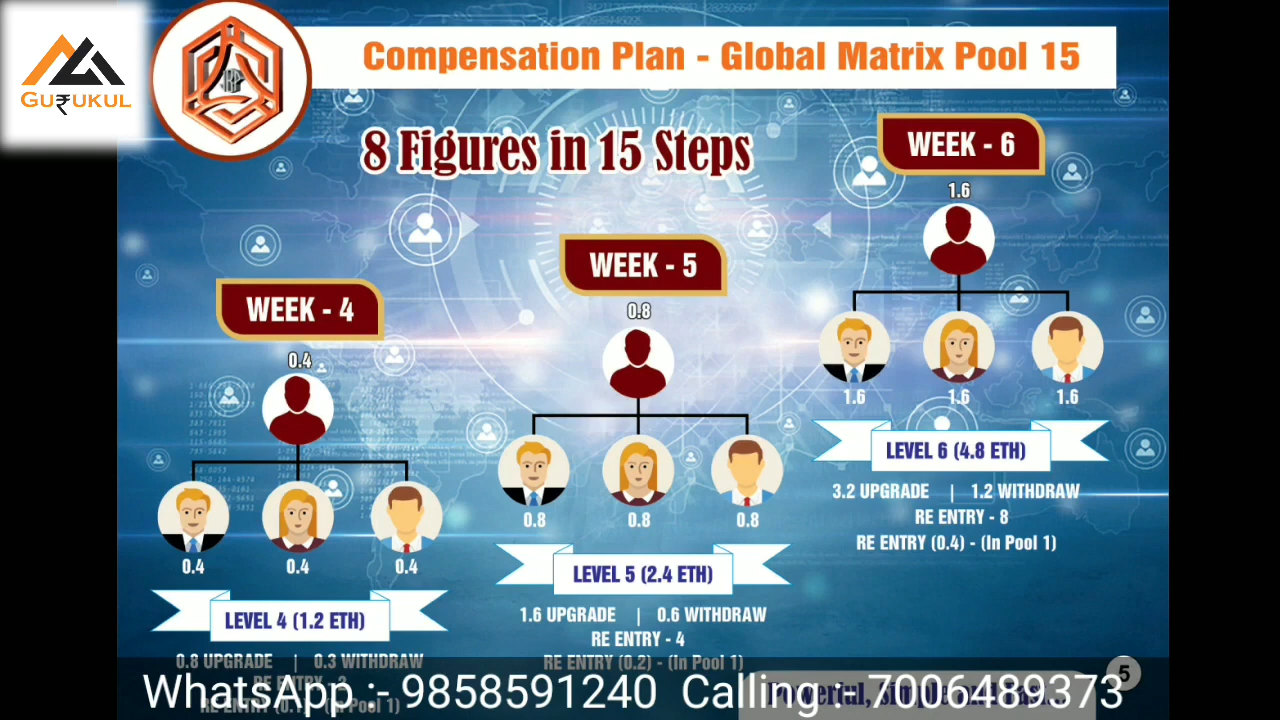 GU₹UKUL
Compensation Plan - Global Matrix Pool 15
8 Figures in 15 Steps
WEEK - 4
0.4
0.4 0.4 0.4
LEVEL 4 (1.2 ETH)
0.8 UPGRADE | 0.3 WITHDRAW
WEEK - 5
0.8
0.8 0.8 0.8
LEVEL 5 (2.4 ETH)
1.6 UPGRADE | 0.6 WITHDRAW
RE ENTRY - 4
RE ENTRY (0.2) - (In Pool 1)
WEEK - 6
1.6
1.6 1.6 1.6
LEVEL 6 (4.8 ETH)
3.2 UPGRADE | 1.2 WITHDRAW
RE ENTRY - 8
RE ENTRY (0.4) - (In Pool 1)
5
WhatsApp :- 9858591240 Calling :- 7006489373